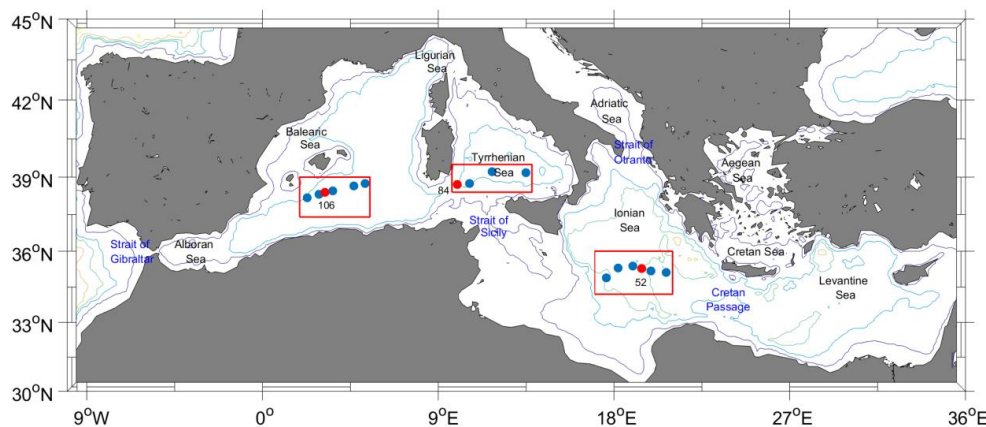 45°N
42°N
39°N
36°N
33°N
30°N
9°W
0°
9°E
18°E
27°E
36°E
Ligurian
Sea
Balearic
Sea
Adriatic
Sea
Strait of
Otranto
Tyrrhenian
Sea
Aegean
Sea
84
106
Strait of
Sicily
Ionian
Sea
Strait of
Gibraltar
Alboran
Sea
Cretan Sea
52
Cretan
Passage
Levantine
Sea